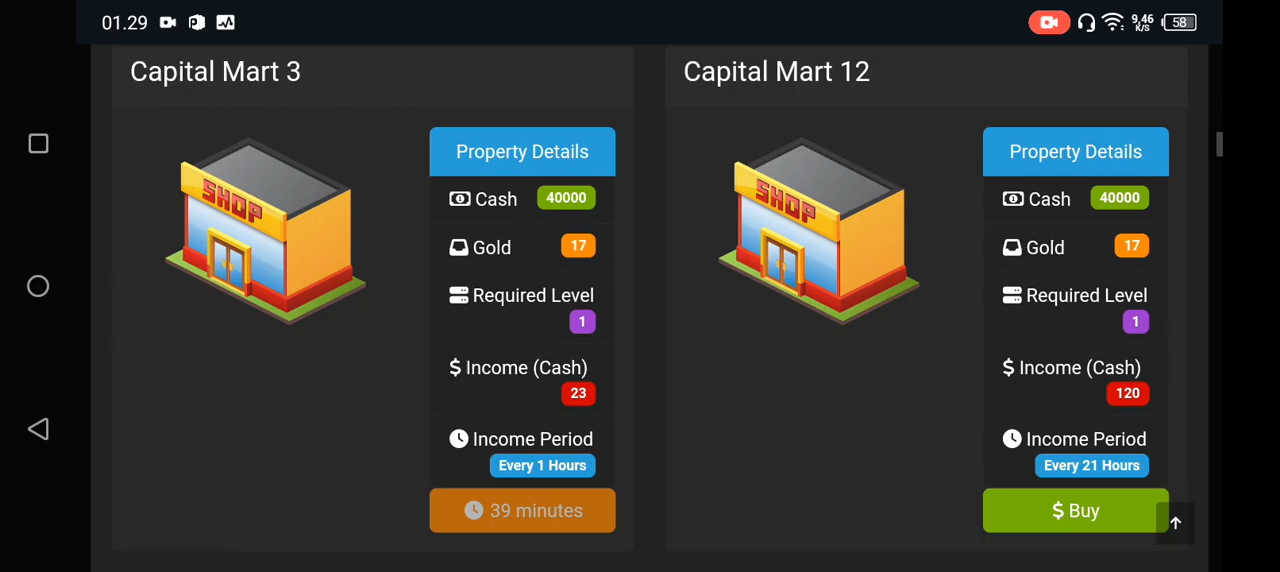 01.29
9,46
K/S
58
Capital Mart 3
SHOP
Property Details
Cash 40000
Gold 17
Required Level
1
Income (Cash)
23
Income Period
Every 1 Hours
39 minutes
Capital Mart 12
SHOP
Property Details
Cash 40000
Gold 17
Required Level
1
Income (Cash)
120
Income Period
Every 21 Hours
$ Buy